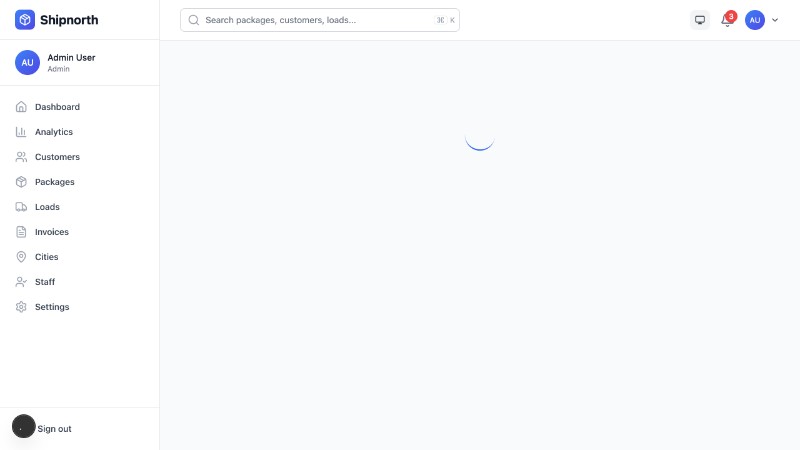 Shipnorth
Search packages, customers, loads...
⌘ K
3
AU
AU
Admin User
Admin
Dashboard
Analytics
Customers
Packages
Loads
Invoices
Cities
Staff
Settings
Sign out